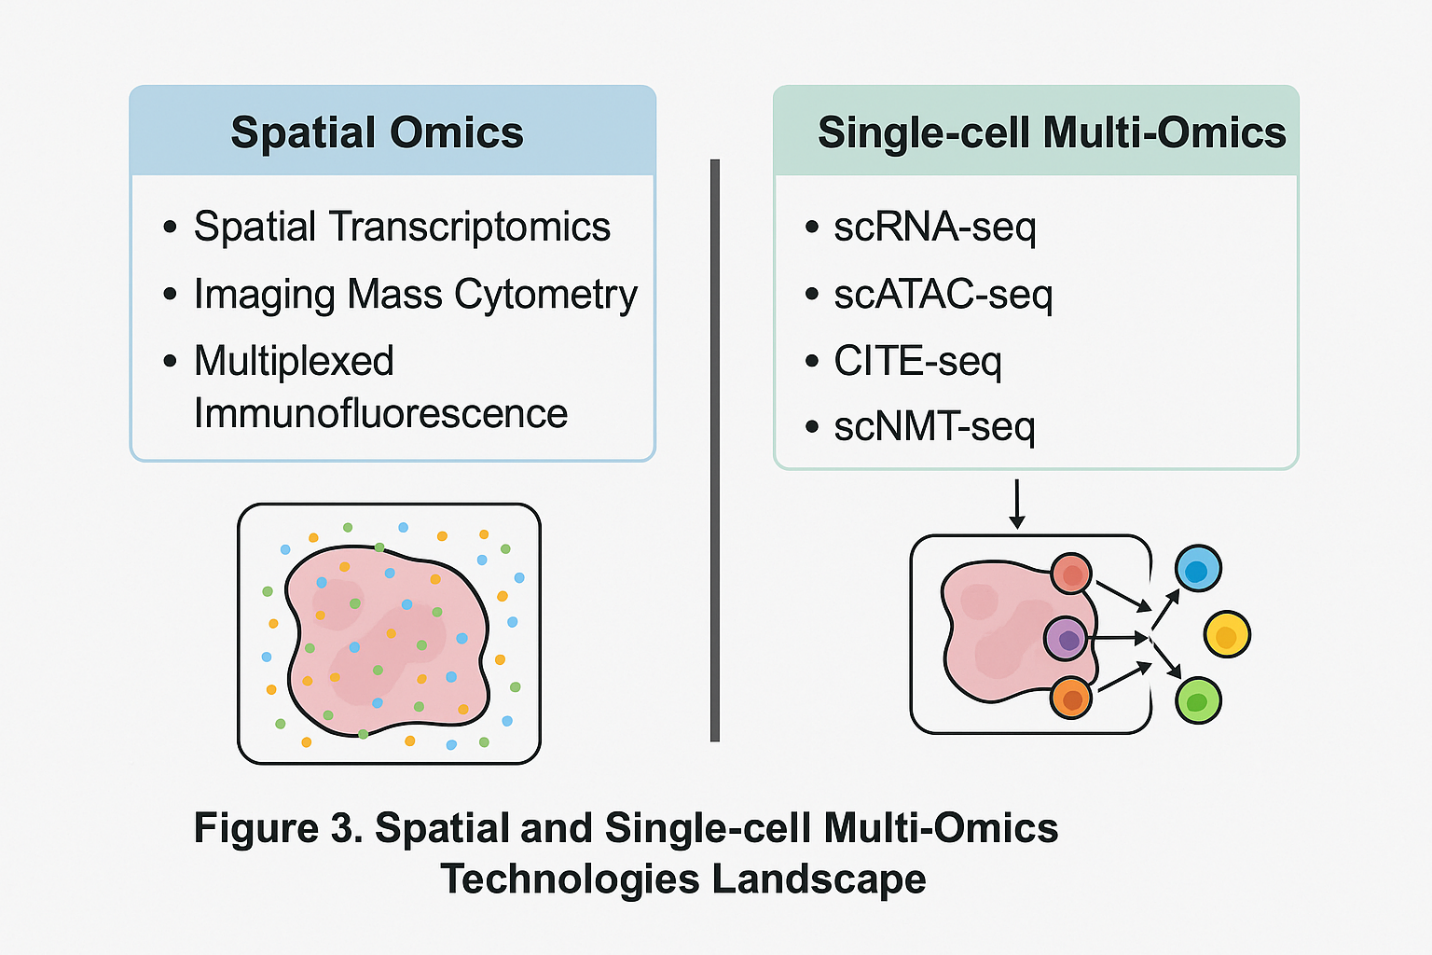 Spatial Omics
• Spatial Transcriptomics
• Imaging Mass Cytometry
• Multiplexed
Immunofluorescence
Single-cell Multi-Omics
• scRNA-seq
• scATAC-seq
• CITE-seq
• scNMT-seq
Figure 3. Spatial and Single-cell Multi-Omics
Technologies Landscape